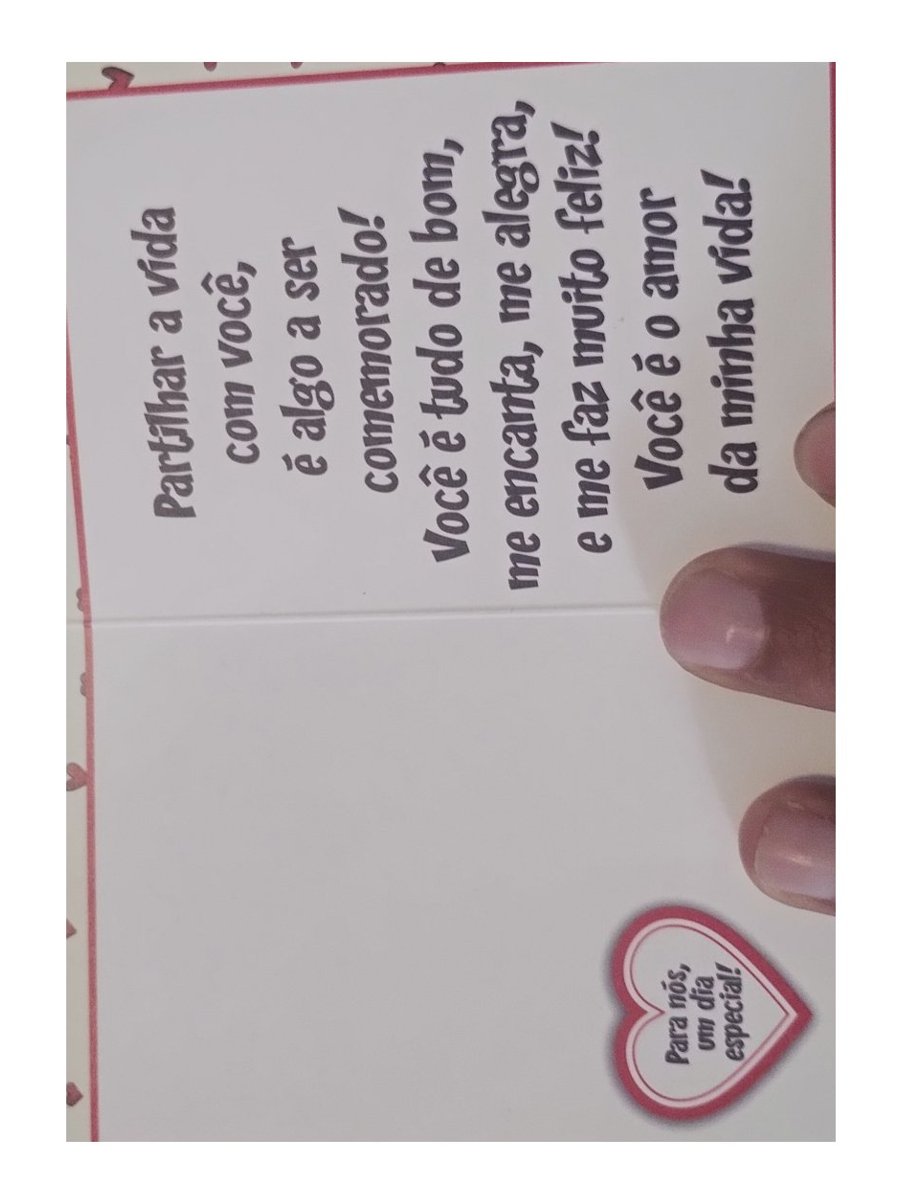 Partilhar a vida
com você,
é algo a ser
comemorado!
Você é tudo de bom,
me encanta, me alegra,
e me faz muito feliz!
Você é o amor
da minha vida!
Para nós,
um dia
especial!